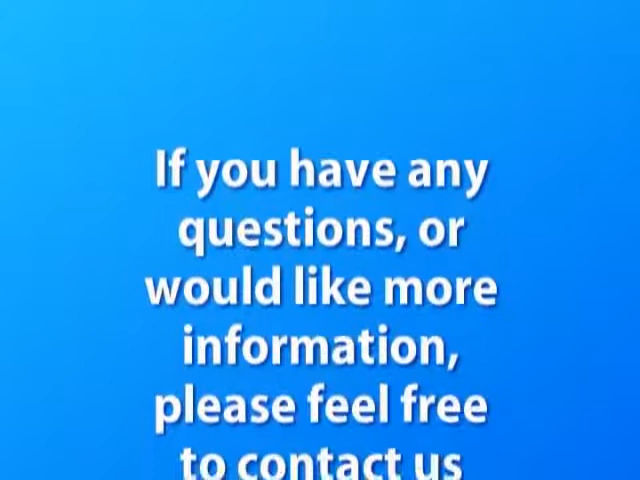 If you have any
questions, or
would like more
information,
please feel free
to contact us